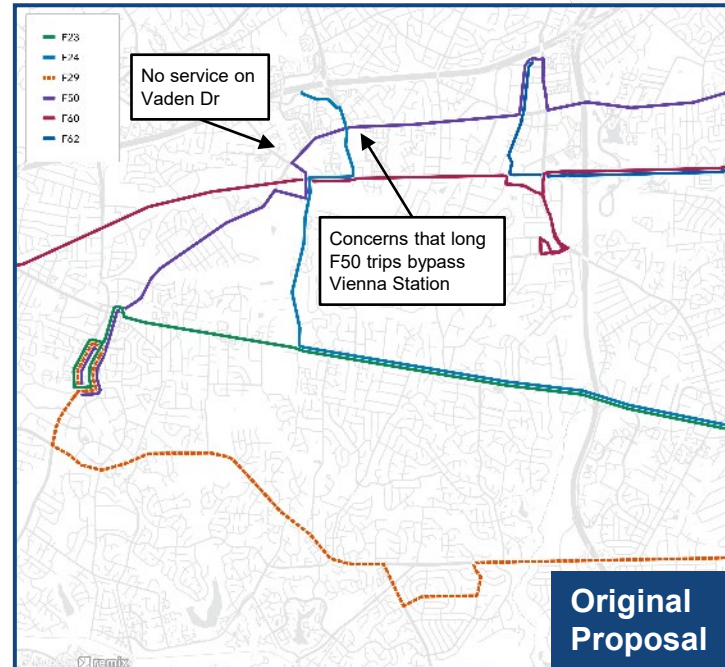 F23
F24
F29
F50
F60
F62
No service on
Vaden Dr
Concerns that long
F50 trips bypass
Vienna Station
Original
Proposal
remix